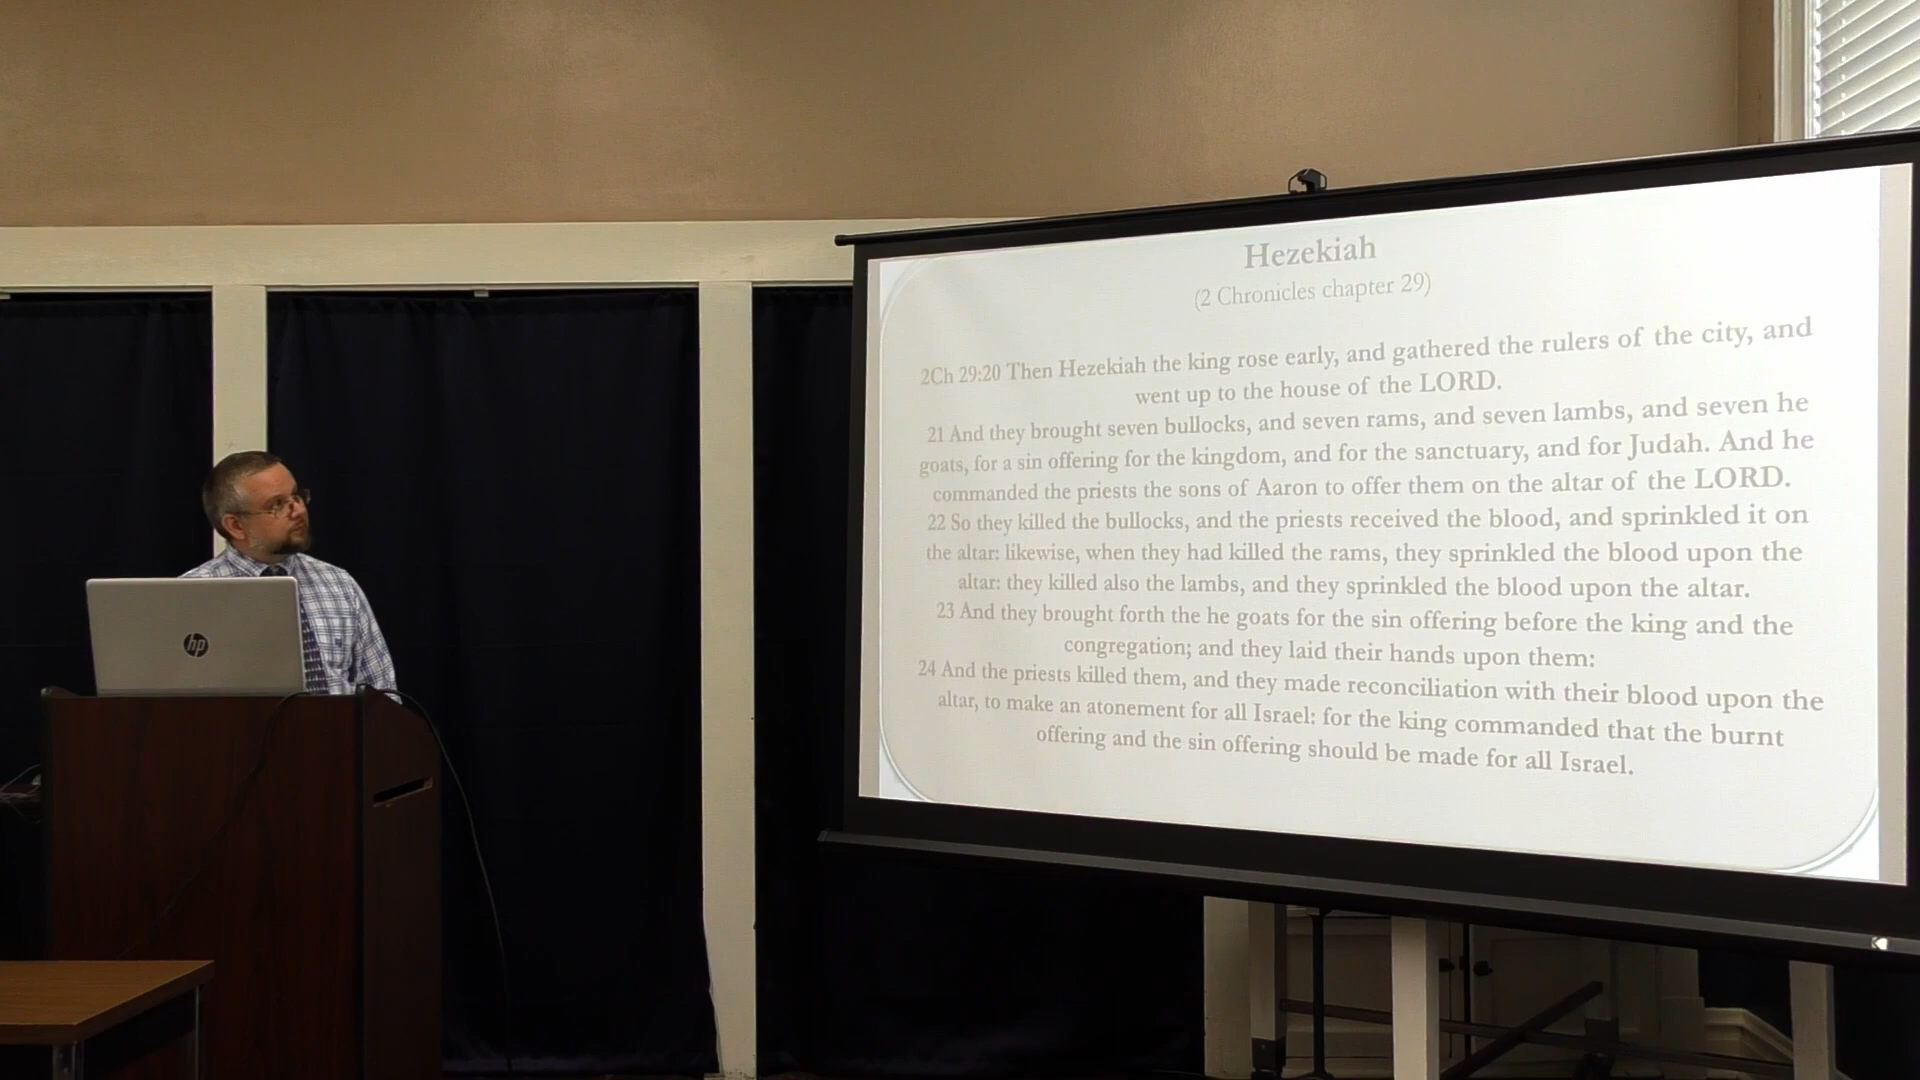 hp
Hezekiah
(2 Chronicles chapter 29)
2Ch 29:20 Then Hezekiah the king rose early, and gathered the rulers of the city, and
went up to the house of the LORD.
21 And they brought seven bullocks, and seven rams, and seven lambs, and seven he
goats, for a sin offering for the kingdom, and for the sanctuary, and for Judah. And he
commanded the priests the sons of Aaron to offer them on the altar of the LORD.
22 So they killed the bullocks, and the priests received the blood, and sprinkled it on
the altar: likewise, when they had killed the rams, they sprinkled the blood upon the
altar: they killed also the lambs, and they sprinkled the blood upon the altar.
23 And they brought forth the he goats for the sin offering before the king and the
congregation; and they laid their hands upon them:
24 And the priests killed them, and they made reconciliation with their blood upon the
altar, to make an atonement for all Israel: for the king commanded that the burnt
offering and the sin offering should be made for all Israel.